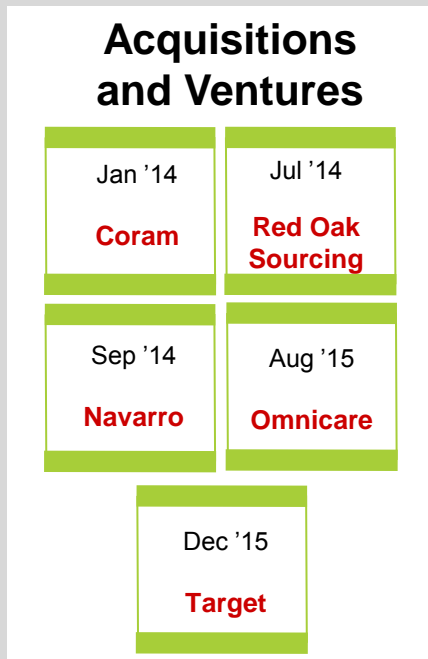 Acquisitions
and Ventures
Jan ’14
Coram
Jul ’14
Red Oak
Sourcing
Sep ’14
Navarro
Aug ’15
Omnicare
Dec ’15
Target